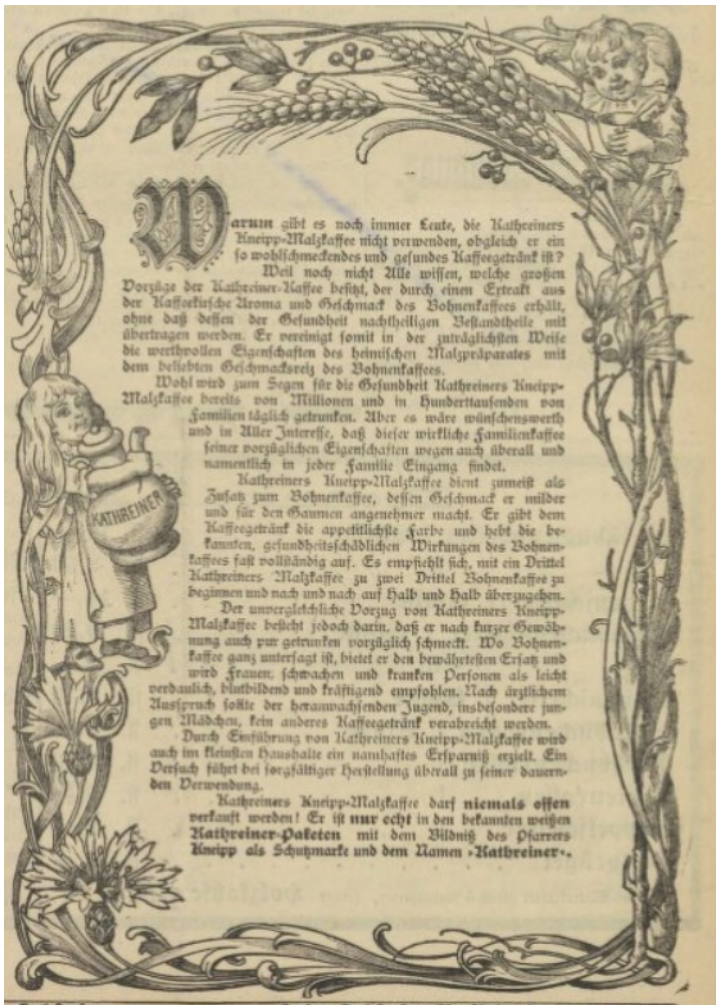 Warum gibt es noch immer Leute, die Kathreiners
Kneipp-Malzkaffee nicht verwenden, obgleich er ein
so wohlschmeckendes und gesundes Kaffeegetränk ist?
Weil noch nicht Alle wissen, welche großen
Vorzüge der Kathreiner-Kaffee besitzt, der durch einen Extrakt aus
der Kaffeekirsche Aroma und Geschmack des Bohnenkaffees erhält,
ohne daß dessen der Gesundheit nachtheiligen Bestandtheile mit
übertragen werden. Er vereinigt somit in der zuträglichsten Weise
die werthvollen Eigenschaften des heimischen Malzpräparates mit
dem beliebten Geschmacksreiz des Bohnenkaffees.
Wohl wird zum Segen für die Gesundheit Kathreiners Kneipp-
Malzkaffee bereits von Millionen und in Hunderttausenden von
Familien täglich getrunken. Aber es wäre wünschenswerth
und in Aller Interesse, daß dieser wirkliche Familienkaffee
seiner vorzüglichen Eigenschaften wegen auch überall und
namentlich in jeder Familie Eingang findet.
Kathreiners Kneipp-Malzkaffee dient zumeist als
Zusatz zum Bohnenkaffee, dessen Geschmack er milder
und für den Gaumen angenehmer macht. Er gibt dem
Kaffeegetränk die appetitlichste Farbe und hebt die be-
kannten, gesundheitsschädlichen Wirkungen des Bohnen-
kaffees fast vollständig auf. Es empfiehlt sich, mit ein Drittel
Kathreiners Malzkaffee zu zwei Drittel Bohnenkaffee zu
beginnen und nach und nach auf Halb und Halb überzugehen.
Der unvergleichliche Vorzug von Kathreiners Kneipp-
Malzkaffee besteht jedoch darin, daß er nach kurzer Gewöh-
nung auch pur getrunken vorzüglich schmeckt. Wo Bohnen-
kaffee ganz untersagt ist, bietet er den bewährtesten Ersatz und
wird Frauen, schwachen und kranken Personen als leicht
verdaulich, blutbildend und kräftigend empfohlen. Nach ärztlichem
Ausspruch sollte der heranwachsenden Jugend, insbesondere jun-
gen Mädchen, kein anderes Kaffeegetränk verabreicht werden.
Durch Einführung von Kathreiners Kneipp-Malzkaffee wird
auch im kleinsten Haushalte ein namhaftes Ersparniß erzielt. Ein
Versuch führt bei sorgfältiger Herstellung überall zu seiner dauern-
den Verwendung.
Kathreiners Kneipp-Malzkaffee darf niemals offen
verkauft werden! Er ist nur echt in den bekannten weißen
Kathreiner-Paketen mit dem Bildniß des Pfarrers
Kneipp als Schutzmarke und dem Namen »Kathreiner«.
KATHREINER